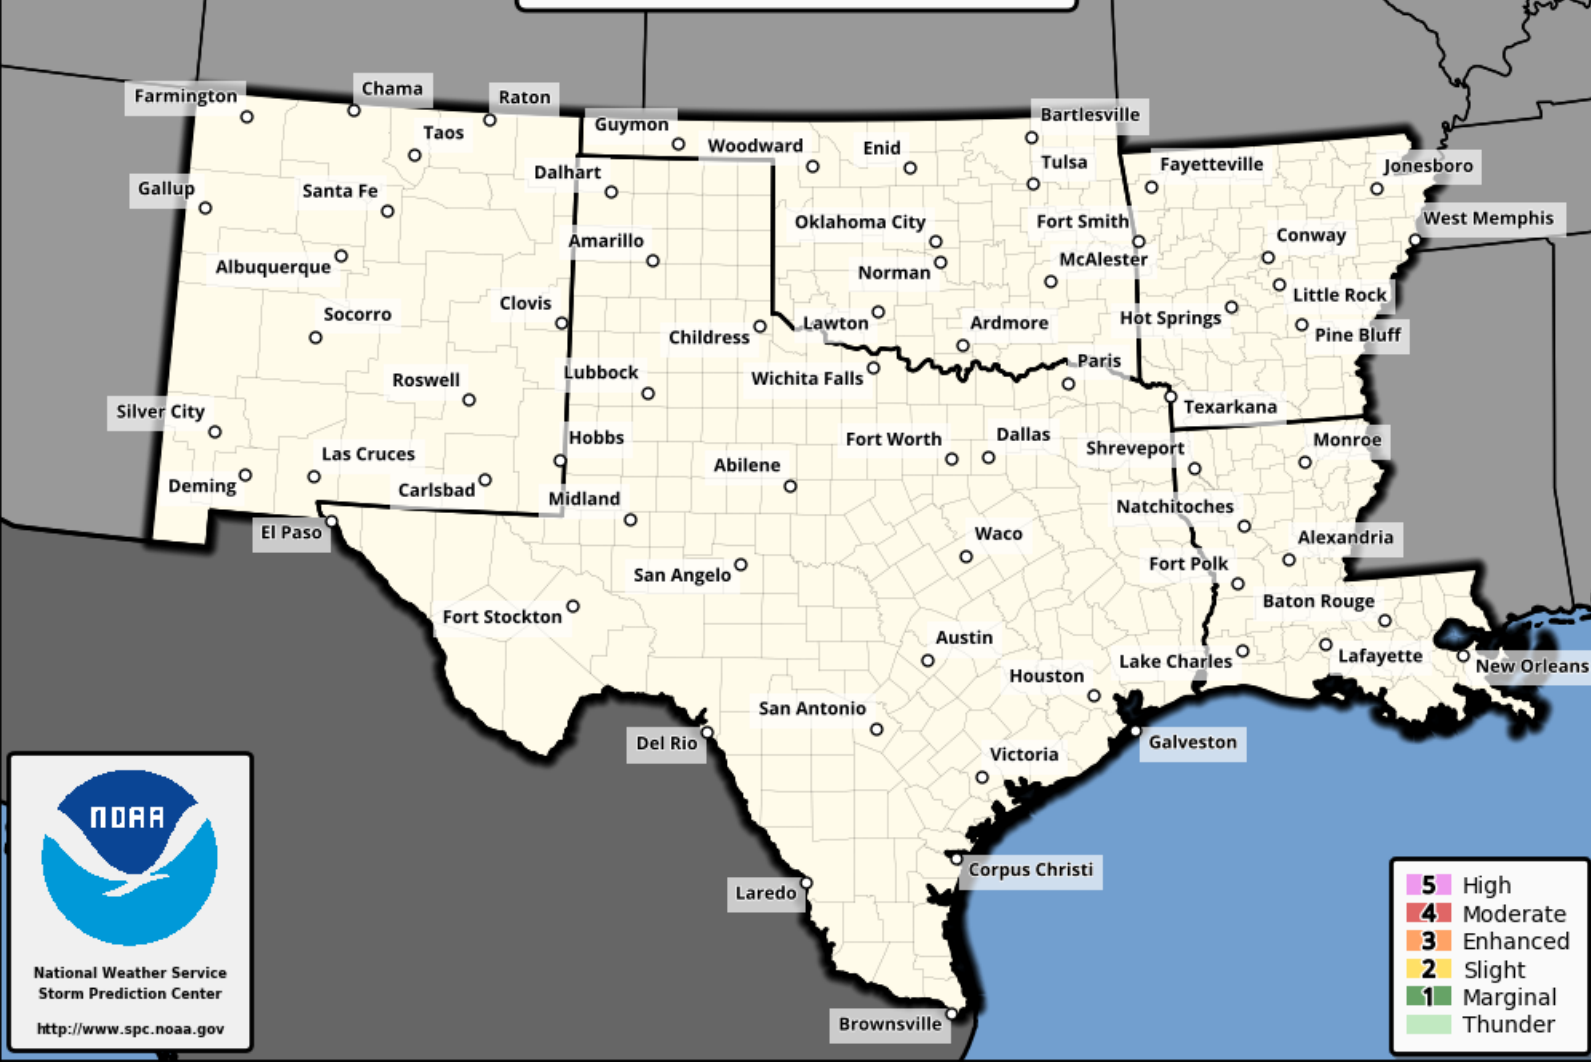 Farmington
Chama
Raton
Taos
Guymon
Woodward
Enid
Bartlesville
Tulsa
Fayetteville
Jonesboro
Gallup
Santa Fe
Dalhart
Oklahoma City
Fort Smith
West Memphis
Conway
Albuquerque
Amarillo
Norman
McAlester
Little Rock
Socorro
Clovis
Childress
Lawton
Ardmore
Hot Springs
Pine Bluff
Roswell
Lubbock
Wichita Falls
Paris
Texarkana
Silver City
Las Cruces
Hobbs
Abilene
Fort Worth
Dallas
Shreveport
Monroe
Deming
Carlsbad
Midland
Natchitoches
El Paso
San Angelo
Waco
Alexandria
Fort Polk
Fort Stockton
Baton Rouge
Austin
Houston
Lake Charles
Lafayette
New Orleans
San Antonio
Del Rio
Victoria
Galveston
Laredo
Corpus Christi
Brownsville
NOAA
National Weather Service
Storm Prediction Center
http://www.spc.noaa.gov
5 High
4 Moderate
3 Enhanced
2 Slight
1 Marginal
Thunder